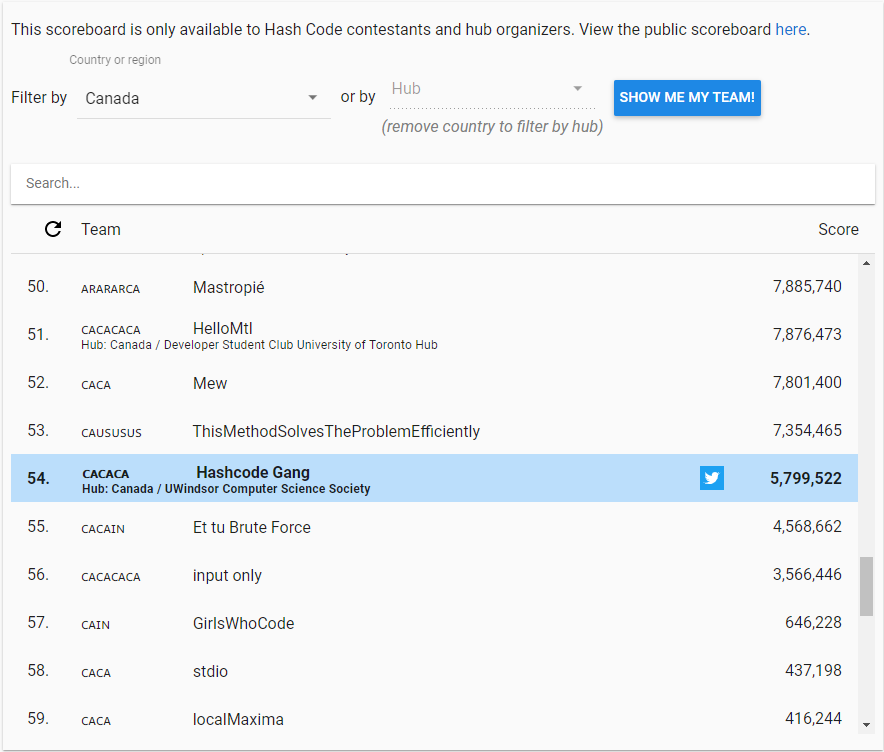 This scoreboard is only available to Hash Code contestants and hub organizers. View the public scoreboard here.
Country or region
Filter by Canada or by Hub SHOW ME MY TEAM!
(remove country to filter by hub)
Search...
Team Score
50. ARARARCA Mastropié 7,885,740
51. CACACACA HelloMtl 7,876,473
Hub: Canada / Developer Student Club University of Toronto Hub
52. CACA Mew 7,801,400
53. CAUSUSUS ThisMethodSolvesTheProblemEfficiently 7,354,465
54. CACACA Hashcode Gang 5,799,522
Hub: Canada / UWindsor Computer Science Society
55. CACAIN Et tu Brute Force 4,568,662
56. CACACACA input only 3,566,446
57. CAIN GirlsWhoCode 646,228
58. CACA stdio 437,198
59. CACA localMaxima 416,244